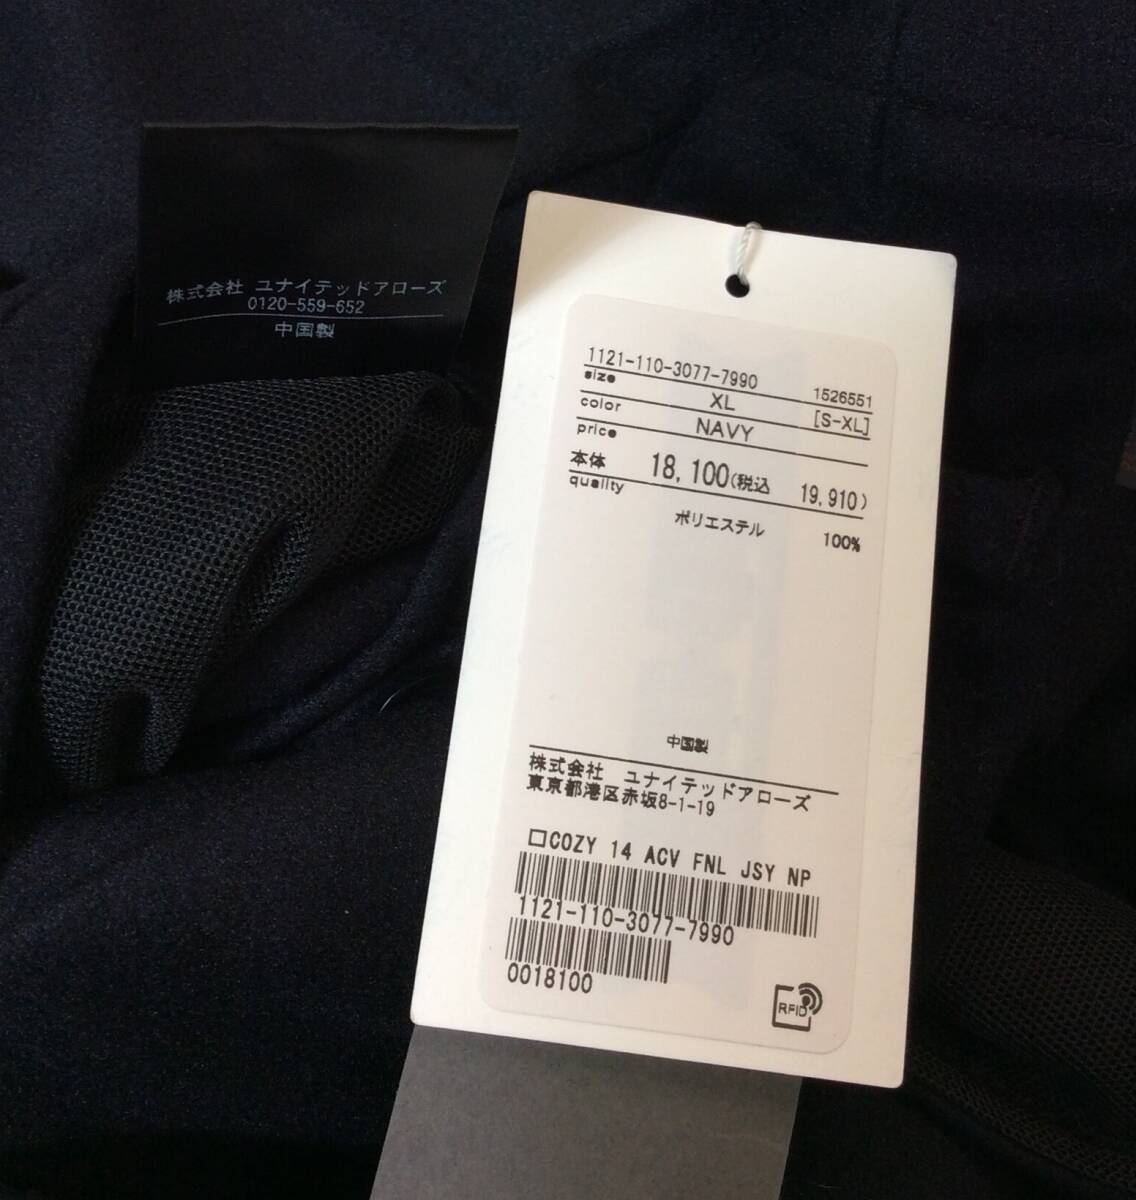 株式会社 ユナイテッドアローズ
0120-559-652
中国製
1121-110-3077-7990 1526551
size XL [S-XL]
color NAVY
price
本体 18,100(税込 19,910)
quality
ポリエステル 100%
中国製
株式会社 ユナイテッドアローズ
東京都港区赤坂8-1-19
□COZY 14 ACV FNL JSY NP
1121-110-3077-7990
0018100
RFID